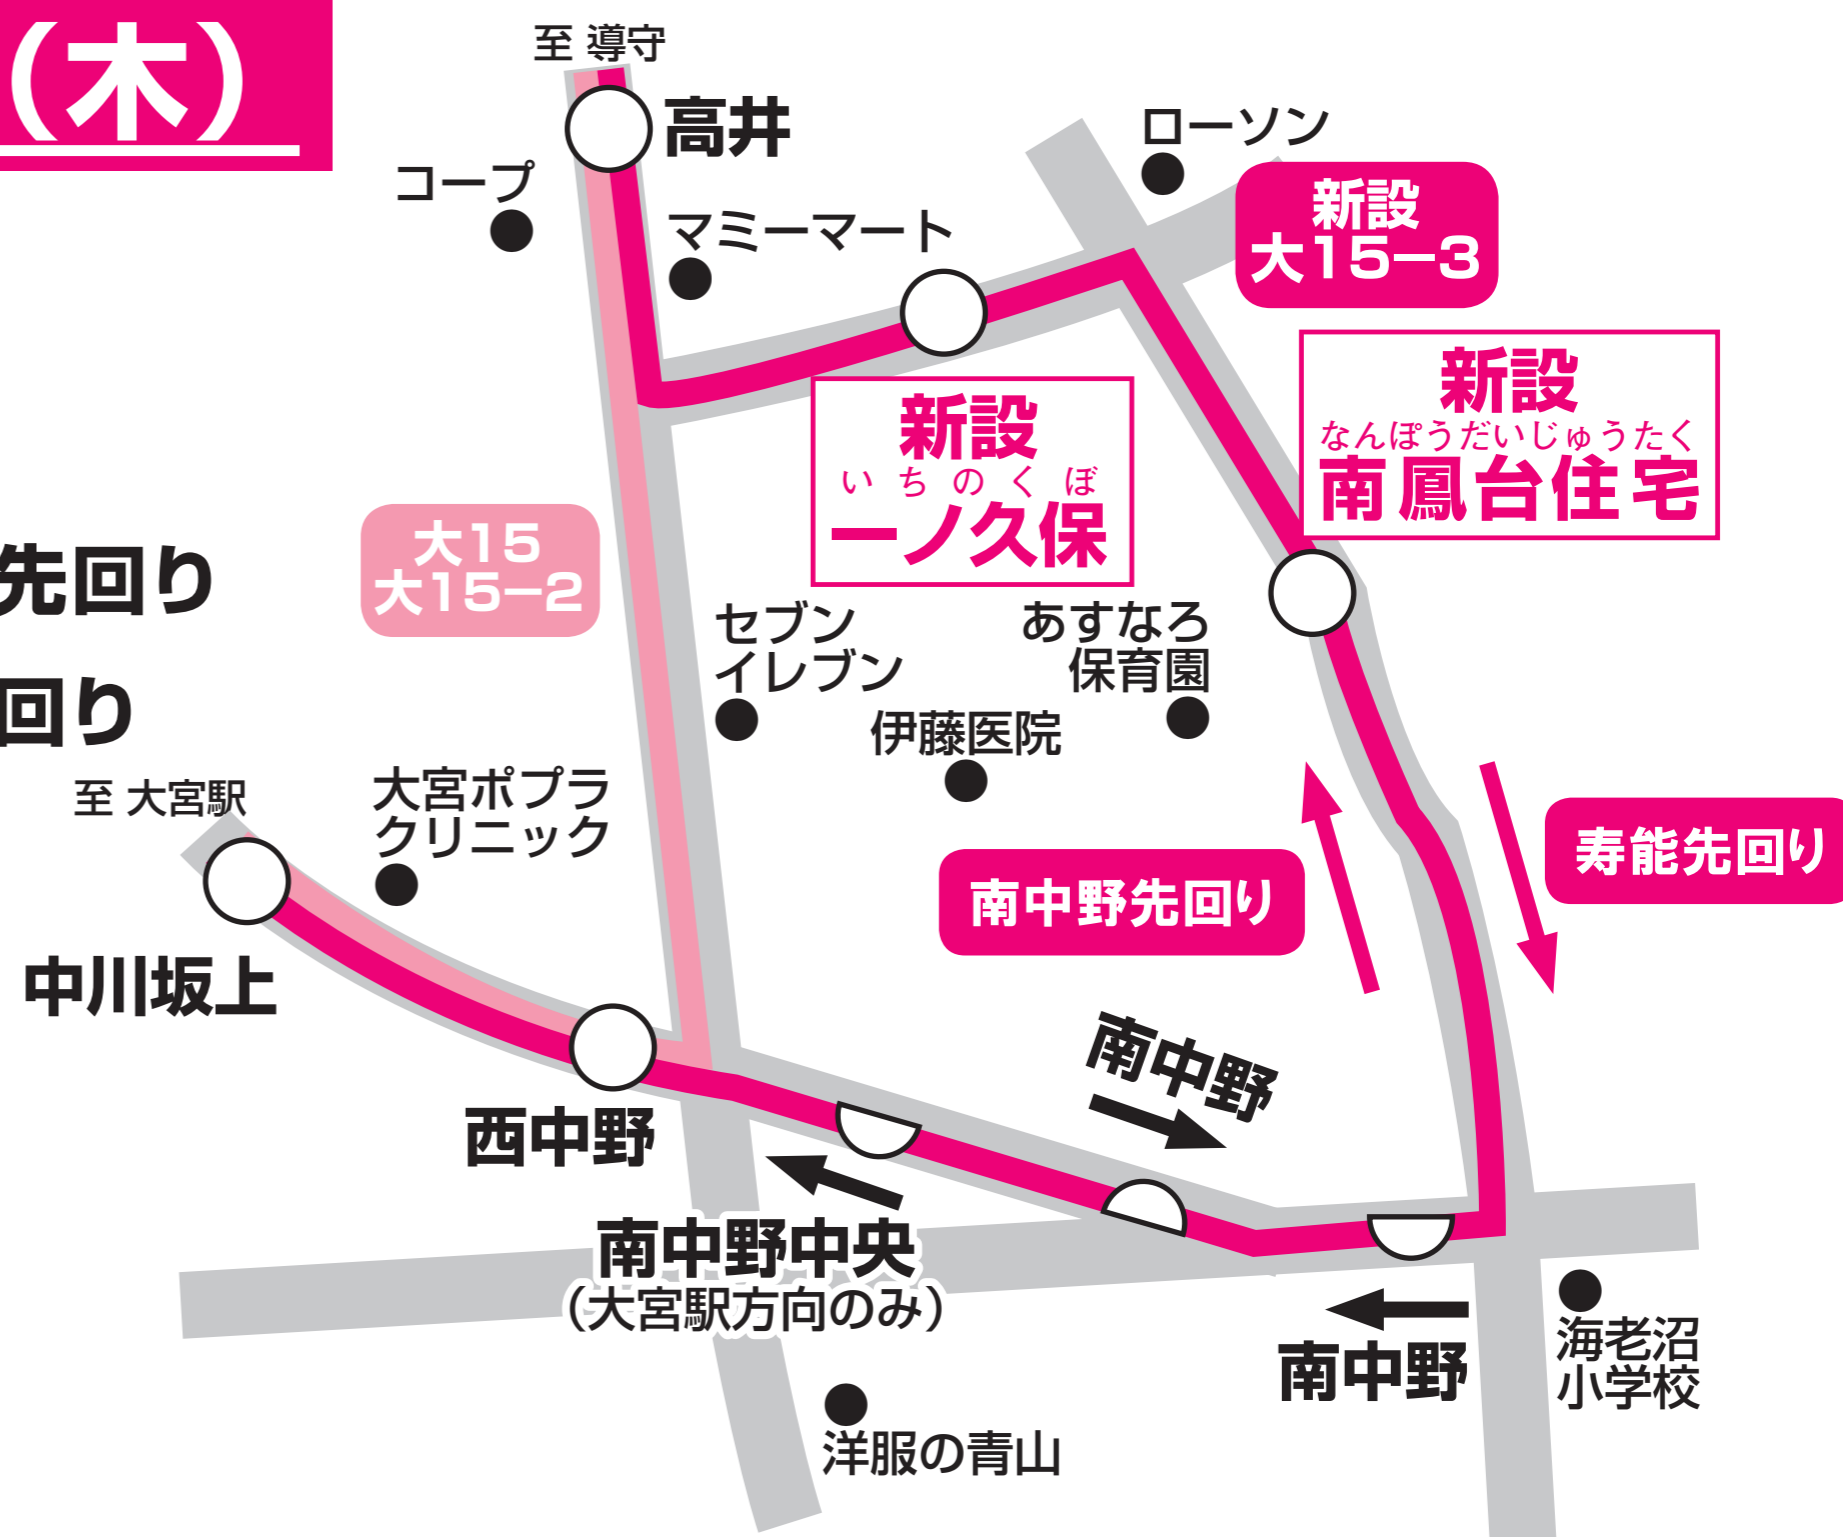 （木）
至 導守
高井
ローソン
コープ
マミーマート
新設
大15−3
新設
なんぽうだいじゅうたく
南鳳台住宅
新設
いちのくぼ
一ノ久保
大15
大15−2
先回り
回り
セブン
イレブン
あすなろ
保育園
伊藤医院
至 大宮駅
大宮ポプラ
クリニック
寿能先回り
南中野先回り
中川坂上
南中野
西中野
南中野中央
（大宮駅方向のみ）
南中野
海老沼
小学校
洋服の青山